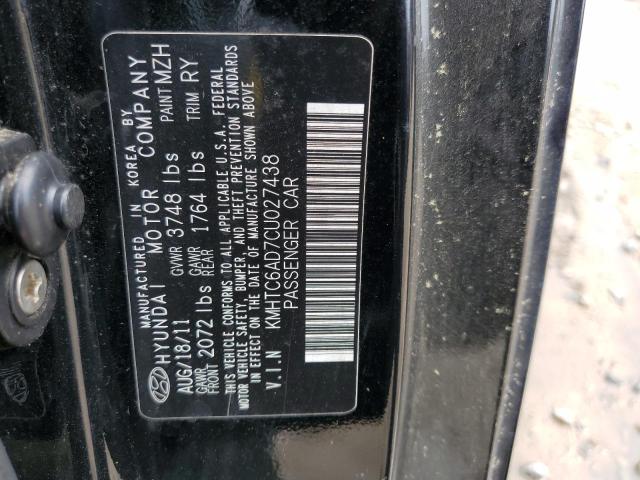 MANUFACTURED IN KOREA BY
HYUNDAI MOTOR COMPANY
AUG/18/11 GVWR 3748 lbs PAINT MZH
GAWR FRONT 2072 lbs GAWR REAR 1764 lbs TRIM RY
THIS VEHICLE CONFORMS TO ALL APPLICABLE U.S.A. FEDERAL
MOTOR VEHICLE SAFETY, BUMPER, AND THEFT PREVENTION STANDARDS
IN EFFECT ON THE DATE OF MANUFACTURE SHOWN ABOVE
V.I.N KMHTC6AD7CU027438
PASSENGER CAR